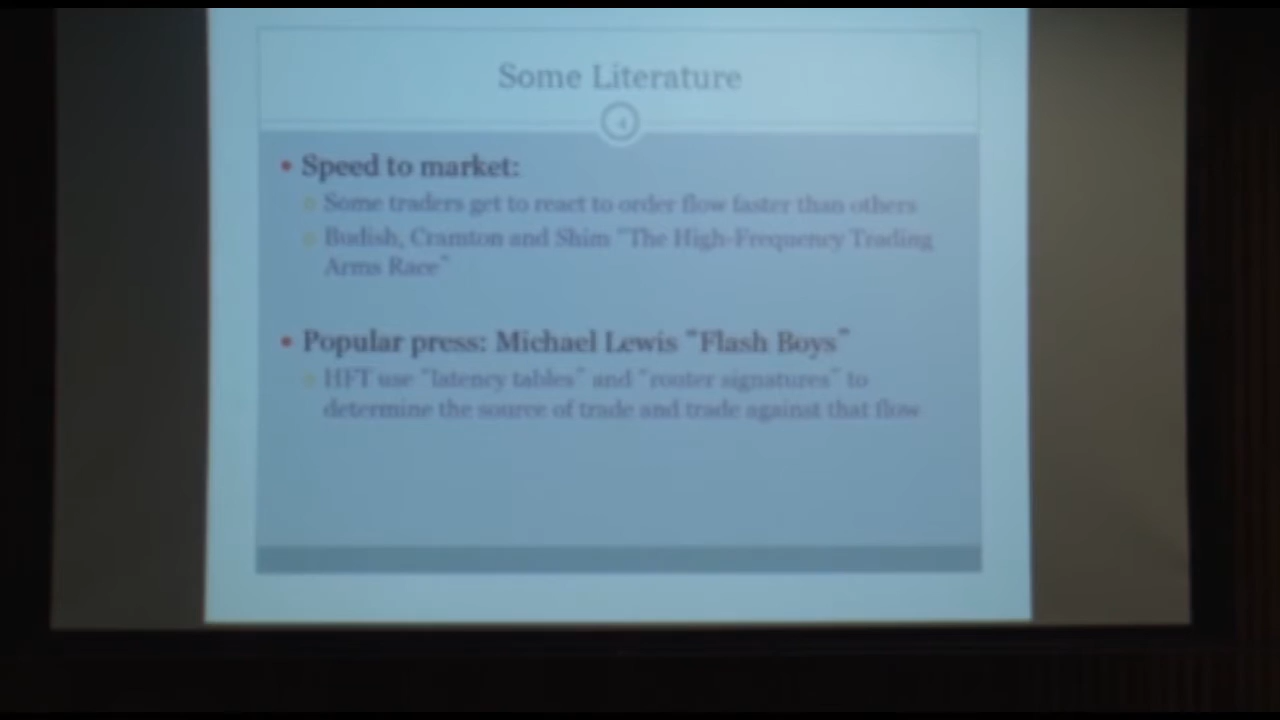 Some Literature
4
• Speed to market:
Some traders get to react to order flow faster than others
Budish, Cramton and Shim "The High-Frequency Trading
Arms Race"
• Popular press: Michael Lewis "Flash Boys"
HFT use "latency tables" and "router signatures" to
determine the source of trade and trade against that flow